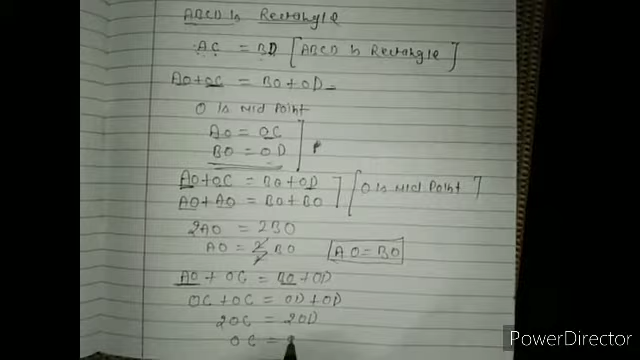 ABCD is Rectangle
AC = BD [ABCD is Rectangle]
AO+OC = BO+OD
O is mid Point
AO = OC
BO = OD
AO+OC = BO+OD [O is mid Point]
AO+AO = BO+BO
2AO = 2BO
AO = 2/2 BO AO=BO
AO + OC = BO+OD
OC + OC = OD+OD
2OC = 2OD
OC =
PowerDirector